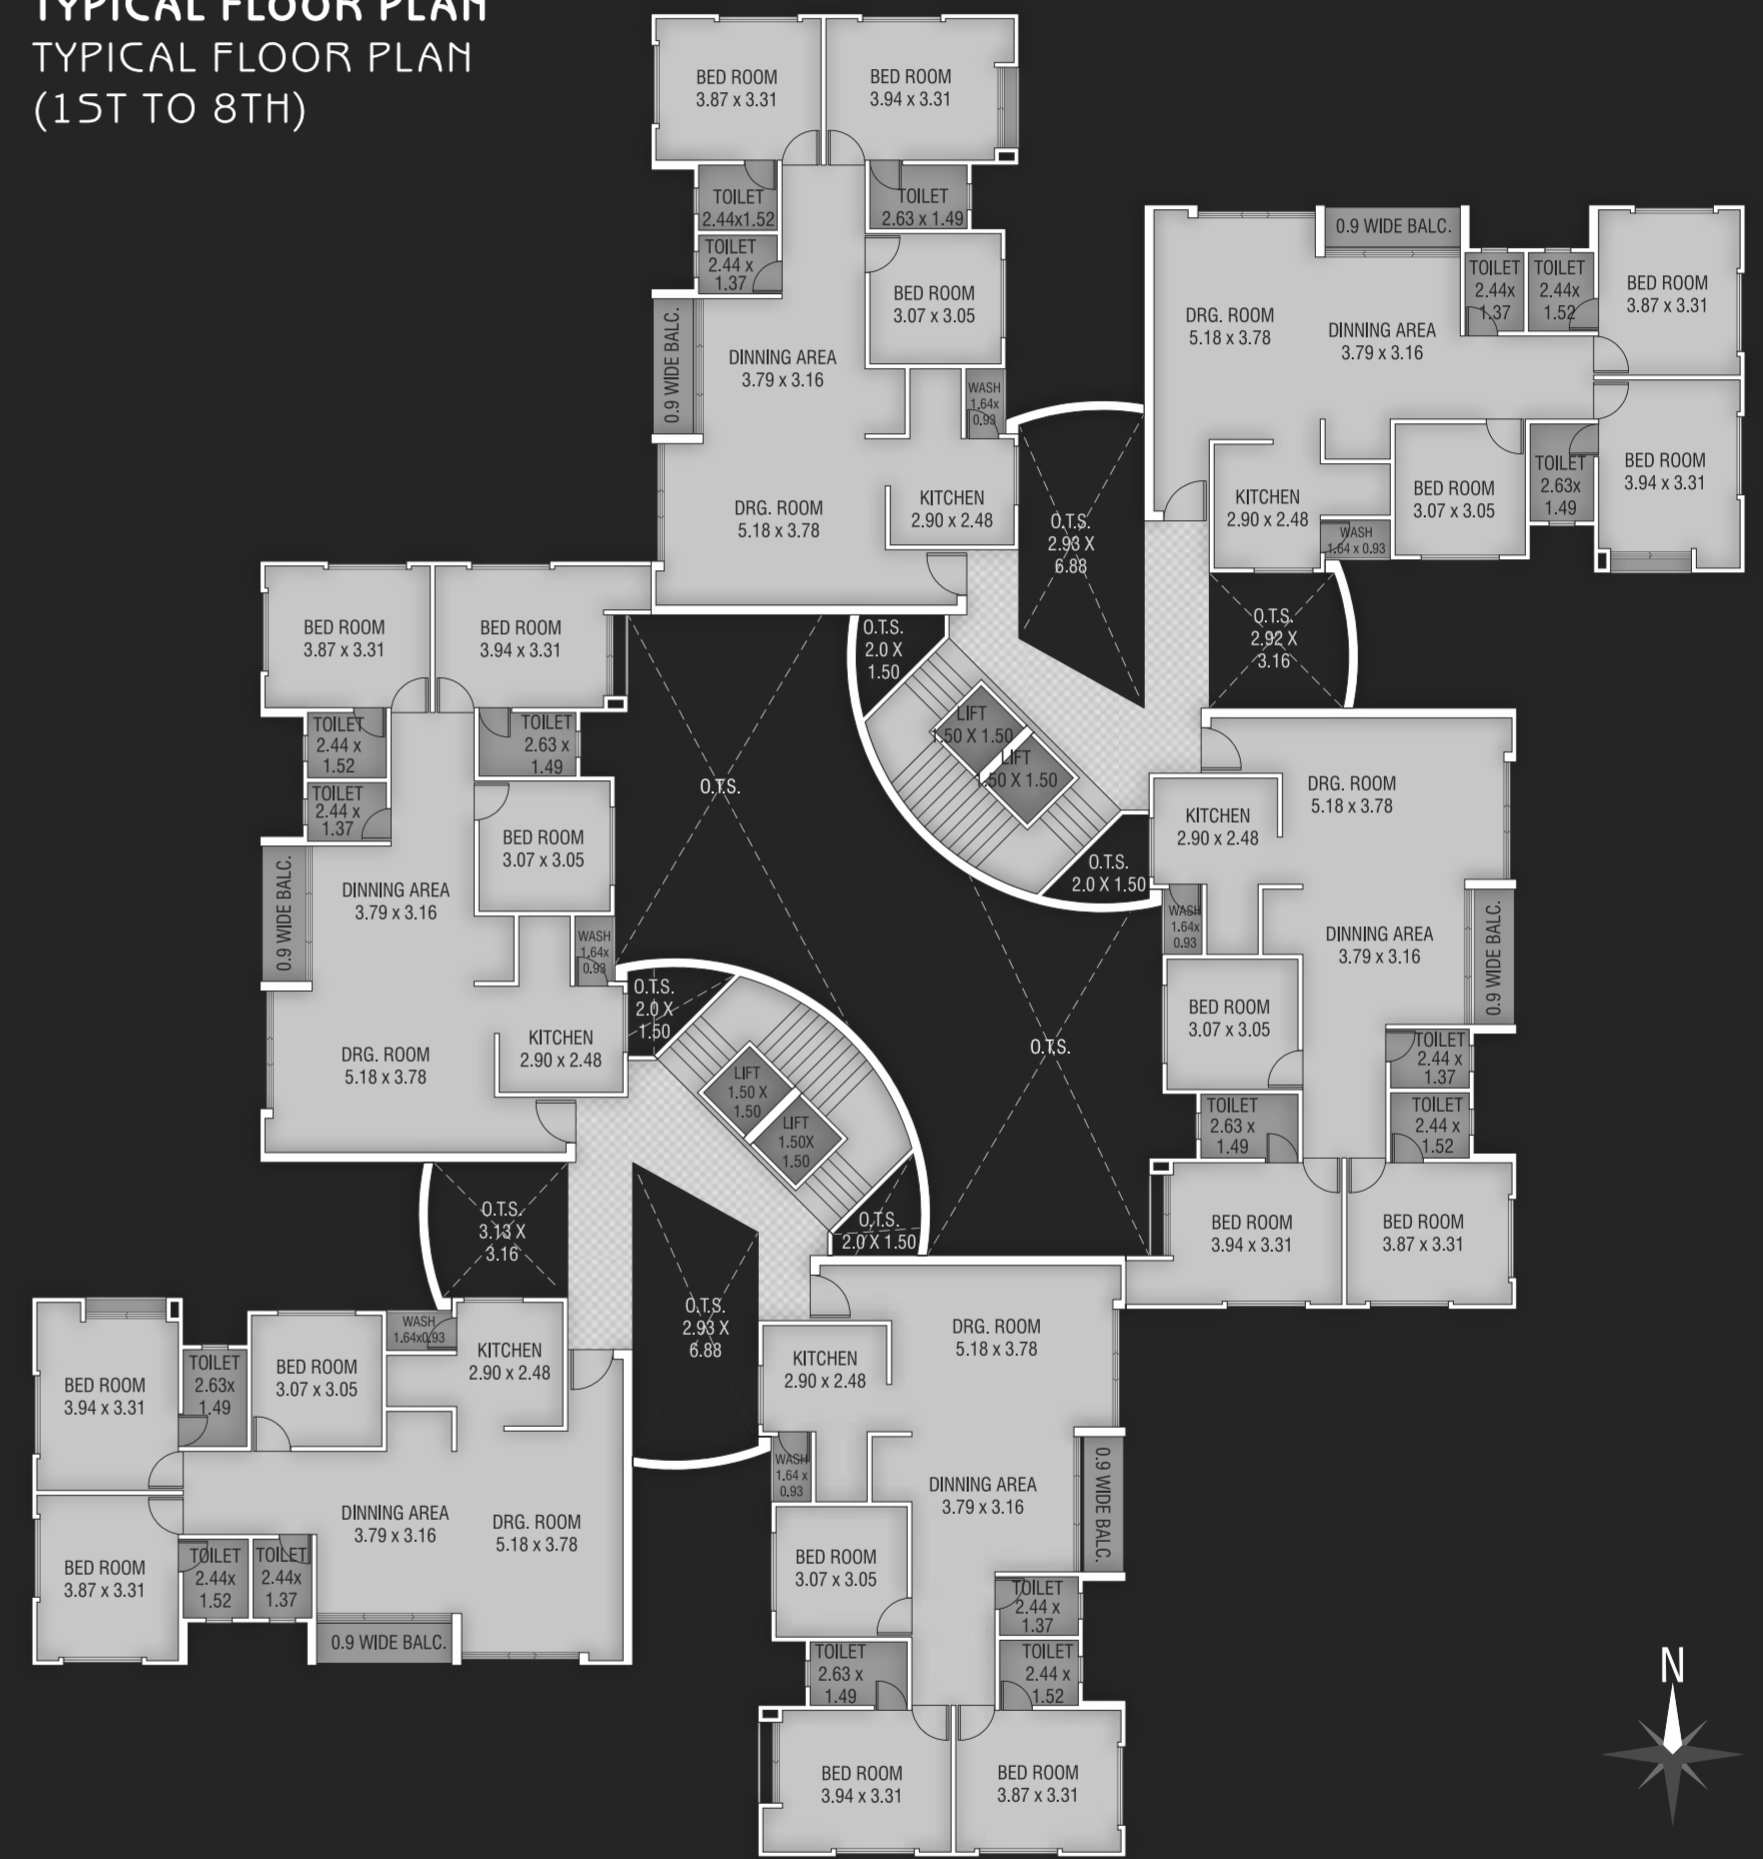 TYPICAL FLOOR PLAN
TYPICAL FLOOR PLAN
(1ST TO 8TH)
BED ROOM
3.87 x 3.31
BED ROOM
3.94 x 3.31
TOILET
2.44x1.52
TOILET
2.63 x 1.49
TOILET
2.44 x
1.37
BED ROOM
3.07 x 3.05
0.9 WIDE BALC.
DINNING AREA
3.79 x 3.16
WASH
1.64x
0.93
DRG. ROOM
5.18 x 3.78
KITCHEN
2.90 x 2.48
O.T.S.
2.93 X
6.88
0.9 WIDE BALC.
DRG. ROOM
5.18 x 3.78
DINNING AREA
3.79 x 3.16
TOILET
2.44x
1.37
TOILET
2.44x
1.52
BED ROOM
3.87 x 3.31
KITCHEN
2.90 x 2.48
WASH
1.64 x 0.93
BED ROOM
3.07 x 3.05
TOILET
2.63x
1.49
BED ROOM
3.94 x 3.31
O.T.S.
2.92 X
3.16
O.T.S.
2.0 X
1.50
LIFT
1.50 X 1.50
LIFT
1.50 X 1.50
O.T.S.
2.0 X 1.50
O.T.S.
BED ROOM
3.87 x 3.31
BED ROOM
3.94 x 3.31
TOILET
2.44 x
1.52
TOILET
2.63 x
1.49
TOILET
2.44 x
1.37
BED ROOM
3.07 x 3.05
0.9 WIDE BALC.
DINNING AREA
3.79 x 3.16
WASH
1.64x
0.93
DRG. ROOM
5.18 x 3.78
KITCHEN
2.90 x 2.48
O.T.S.
2.0 X
1.50
LIFT
1.50 X
1.50
LIFT
1.50X
1.50
O.T.S.
2.0 X 1.50
O.T.S.
DRG. ROOM
5.18 x 3.78
KITCHEN
2.90 x 2.48
WASH
1.64x
0.93
DINNING AREA
3.79 x 3.16
0.9 WIDE BALC.
BED ROOM
3.07 x 3.05
TOILET
2.44 x
1.37
TOILET
2.63 x
1.49
TOILET
2.44 x
1.52
BED ROOM
3.94 x 3.31
BED ROOM
3.87 x 3.31
O.T.S.
3.13 X
3.16
O.T.S.
2.93 X
6.88
BED ROOM
3.94 x 3.31
TOILET
2.63x
1.49
BED ROOM
3.07 x 3.05
WASH
1.64x0.93
KITCHEN
2.90 x 2.48
BED ROOM
3.87 x 3.31
TOILET
2.44x
1.52
TOILET
2.44x
1.37
DINNING AREA
3.79 x 3.16
DRG. ROOM
5.18 x 3.78
0.9 WIDE BALC.
DRG. ROOM
5.18 x 3.78
KITCHEN
2.90 x 2.48
WASH
1.64 x
0.93
DINNING AREA
3.79 x 3.16
0.9 WIDE BALC.
BED ROOM
3.07 x 3.05
TOILET
2.44 x
1.37
TOILET
2.63 x
1.49
TOILET
2.44 x
1.52
BED ROOM
3.94 x 3.31
BED ROOM
3.87 x 3.31
N